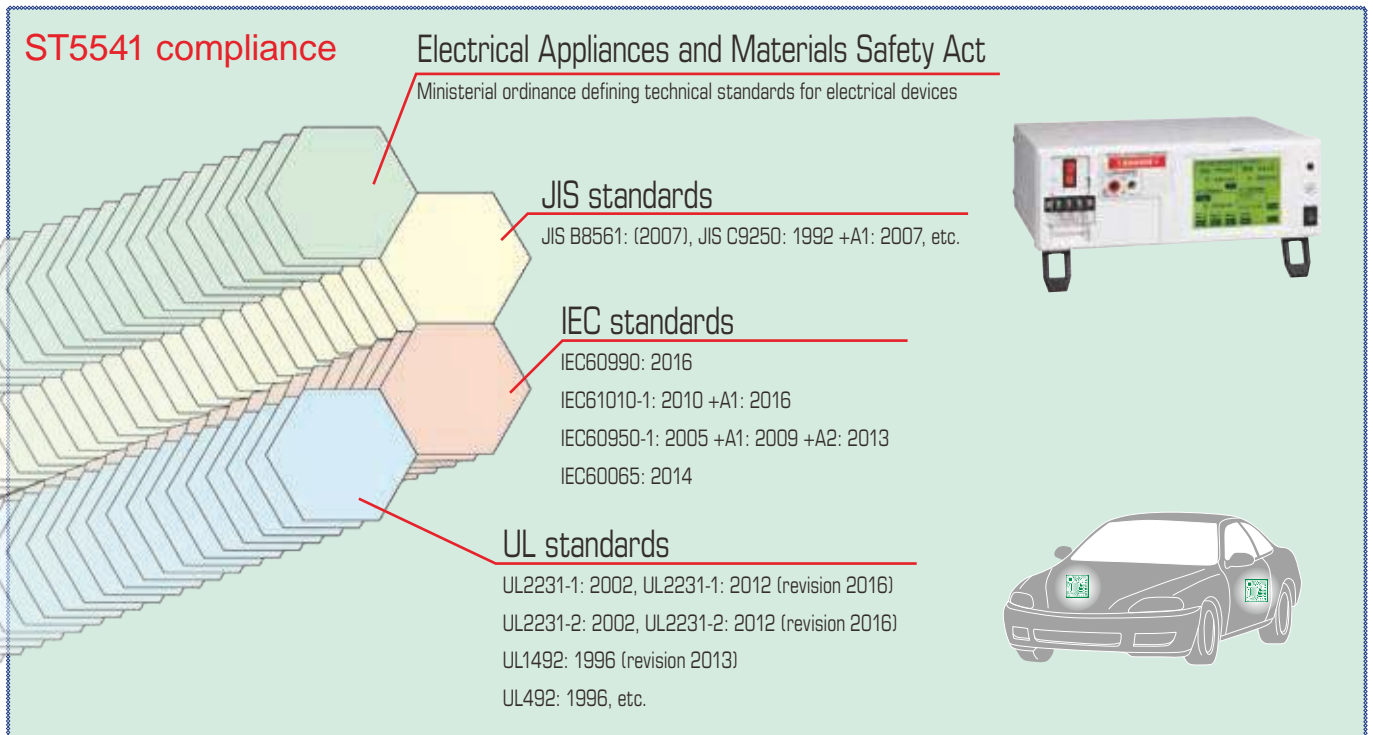 ST5541 compliance
Electrical Appliances and Materials Safety Act
Ministerial ordinance defining technical standards for electrical devices
JIS standards
JIS B8561: (2007), JIS C9250: 1992 +A1: 2007, etc.
IEC standards
IEC60990: 2016
IEC61010-1: 2010 +A1: 2016
IEC60950-1: 2005 +A1: 2009 +A2: 2013
IEC60065: 2014
UL standards
UL2231-1: 2002, UL2231-1: 2012 (revision 2016)
UL2231-2: 2002, UL2231-2: 2012 (revision 2016)
UL1492: 1996 (revision 2013)
UL492: 1996, etc.